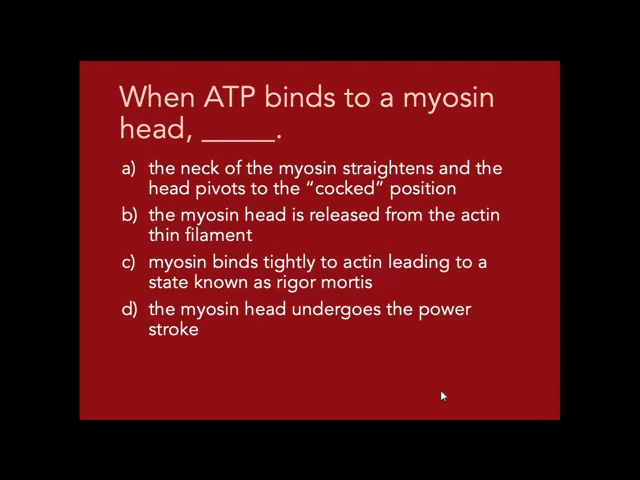 When ATP binds to a myosin
head, _____.
a) the neck of the myosin straightens and the
head pivots to the “cocked” position
b) the myosin head is released from the actin
thin filament
c) myosin binds tightly to actin leading to a
state known as rigor mortis
d) the myosin head undergoes the power
stroke